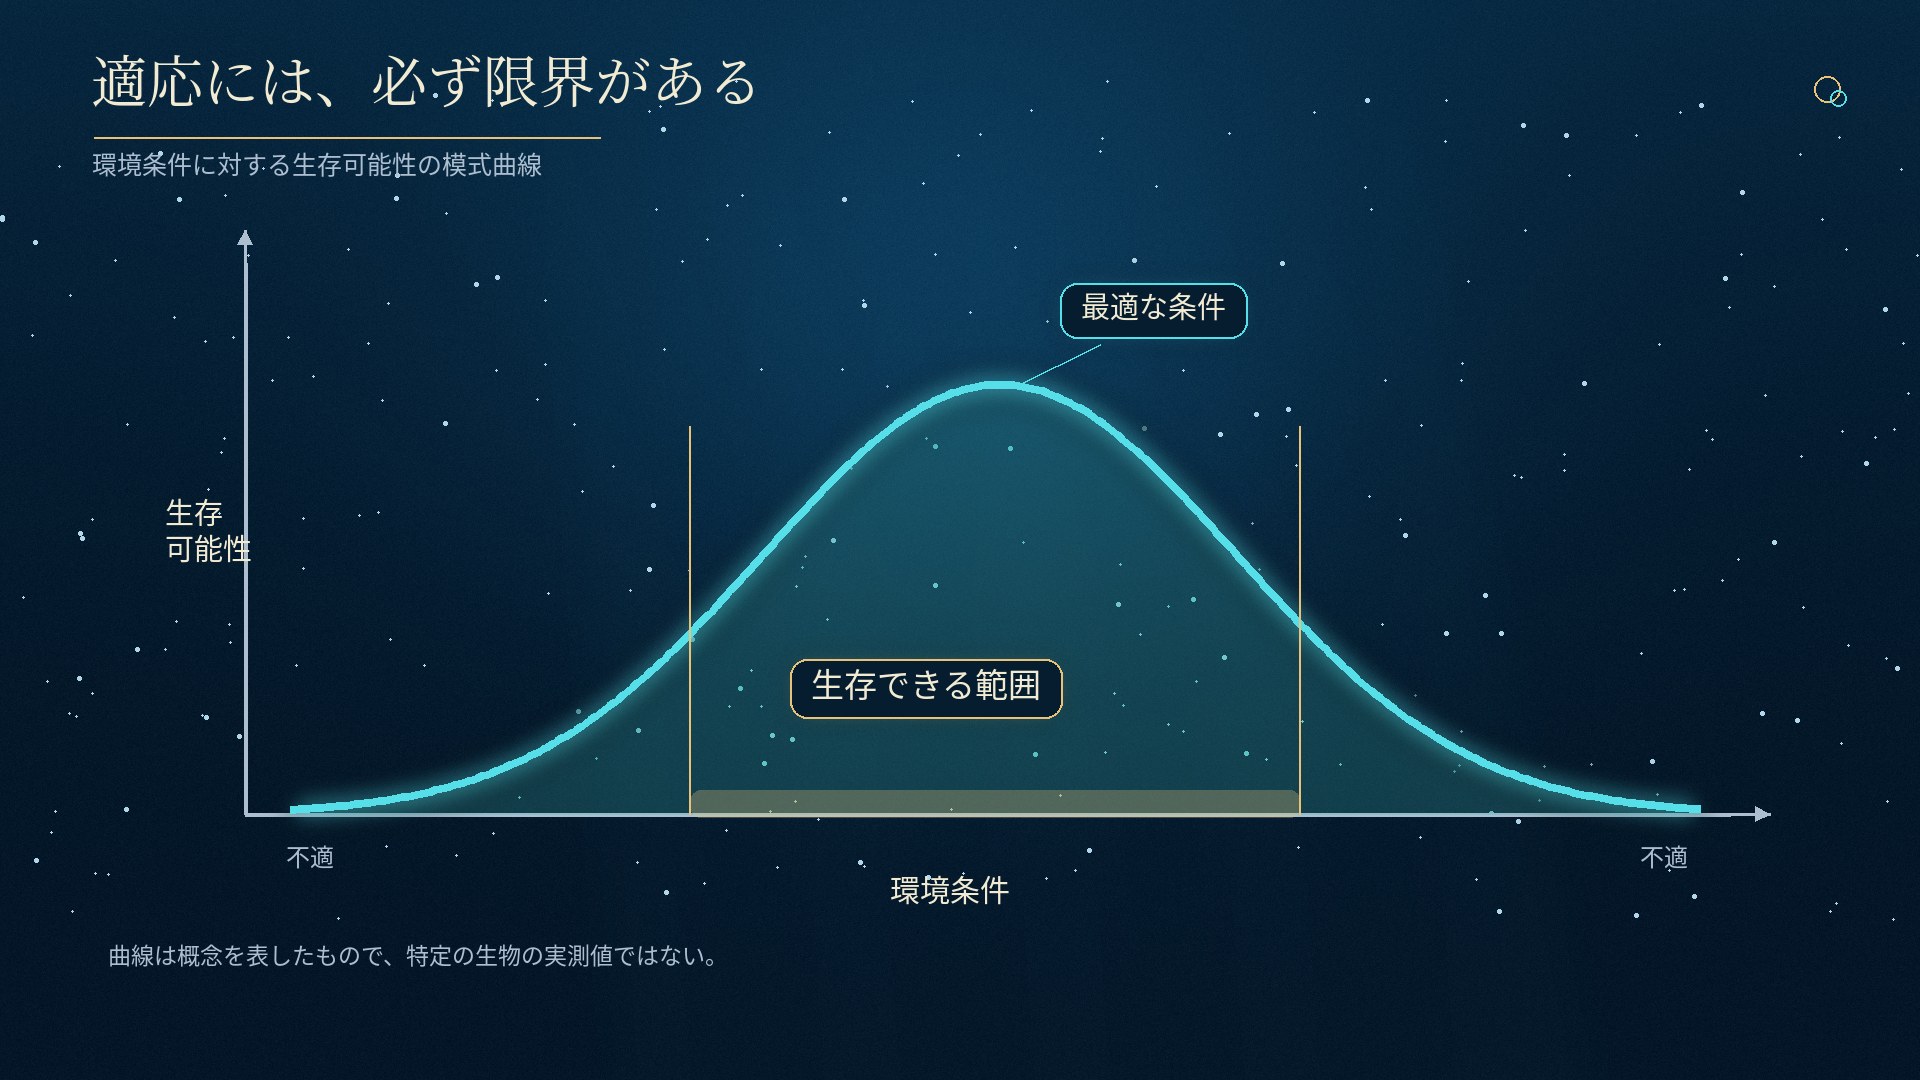 適応には、必ず限界がある
環境条件に対する生存可能性の模式曲線
最適な条件
生存
可能性
生存できる範囲
不適
不適
環境条件
曲線は概念を表したもので、特定の生物の実測値ではない。